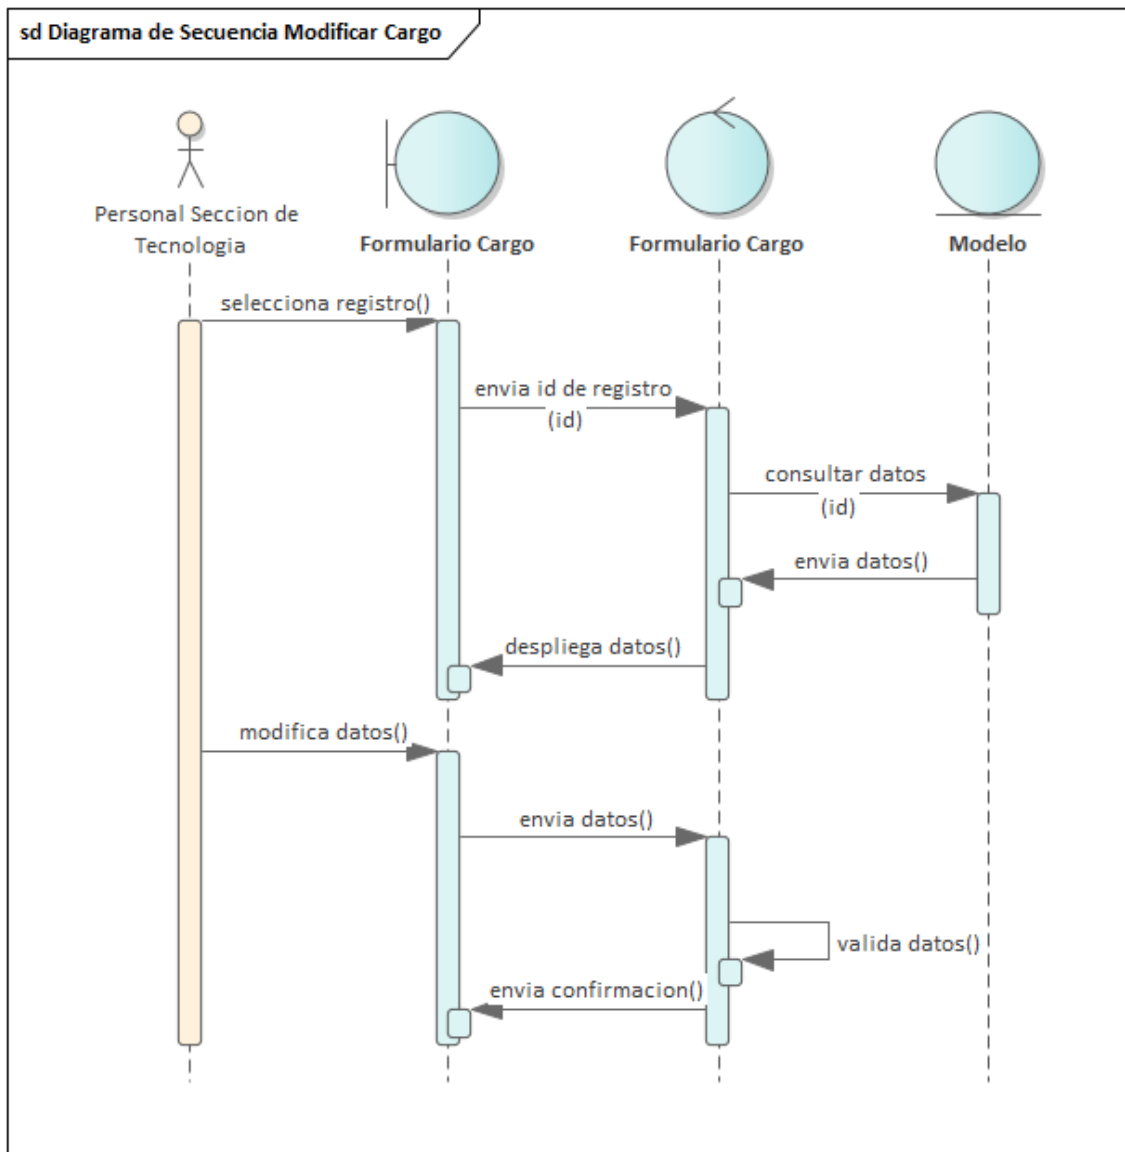 sd Diagrama de Secuencia Modificar Cargo
Personal Seccion de
Tecnologia
Formulario Cargo
Formulario Cargo
Modelo
selecciona registro()
envia id de registro
(id)
consultar datos
(id)
envia datos()
despliega datos()
modifica datos()
envia datos()
valida datos()
envia confirmacion()